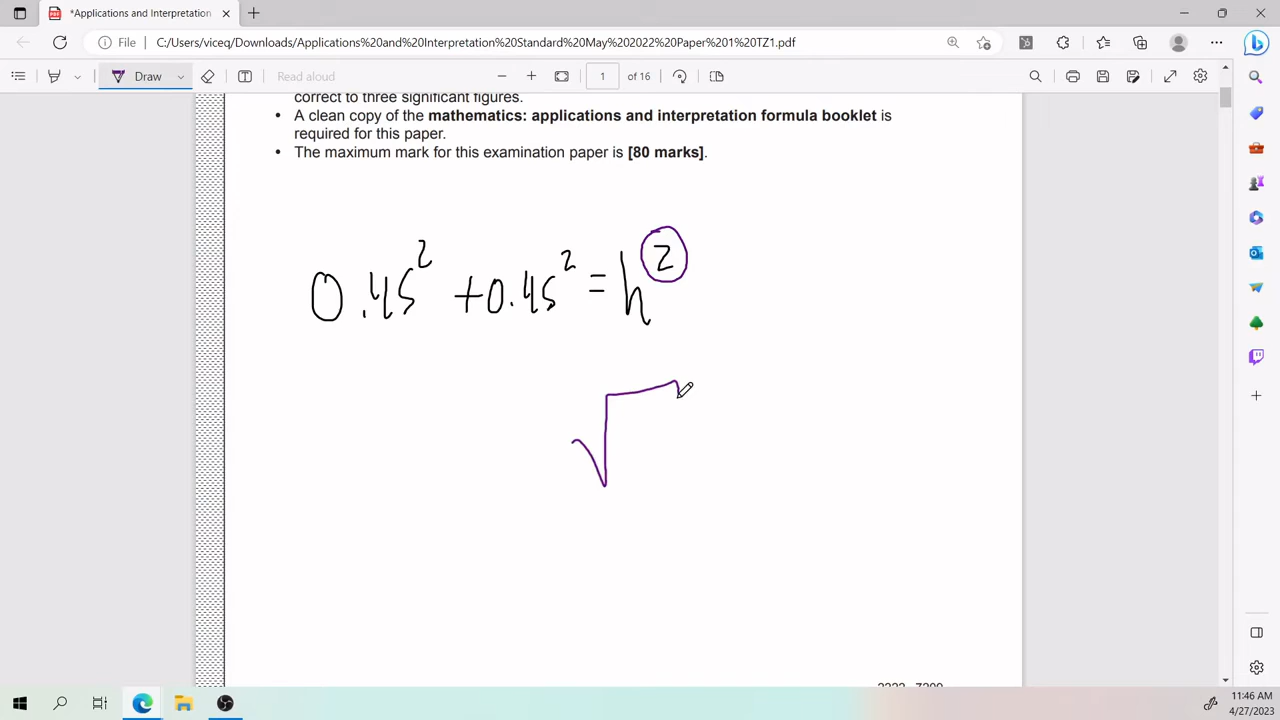 *Applications and Interpretation
File C:/Users/viceq/Downloads/Applications%20and%20Interpretation%20Standard%20May%202022%20Paper%201%20TZ1.pdf
Draw Read aloud 1 of 16
correct to three significant figures.
• A clean copy of the mathematics: applications and interpretation formula booklet is
required for this paper.
• The maximum mark for this examination paper is [80 marks].
0.45² + 0.45² = h²
√
11:46 AM
4/27/2023